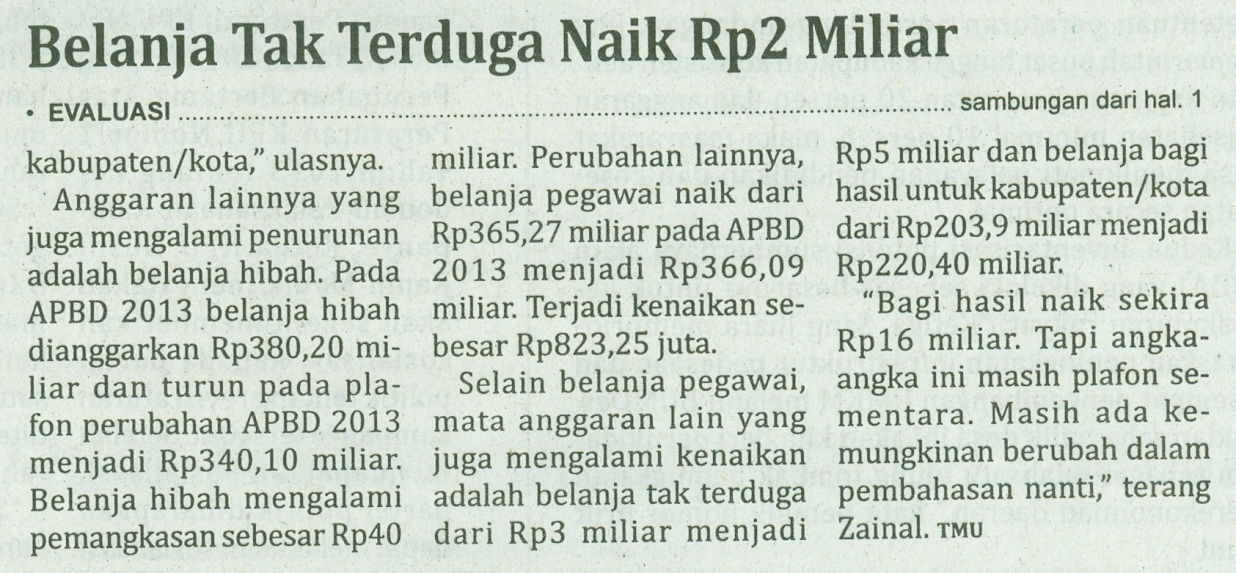 Belanja Tak Terduga Naik Rp2 Miliar
• EVALUASI ........ sambungan dari hal. 1
kabupaten/kota,” ulasnya.
Anggaran lainnya yang
juga mengalami penurunan
adalah belanja hibah. Pada
APBD 2013 belanja hibah
dianggarkan Rp380,20 mi-
liar dan turun pada pla-
fon perubahan APBD 2013
menjadi Rp340,10 miliar.
Belanja hibah mengalami
pemangkasan sebesar Rp40
miliar. Perubahan lainnya,
belanja pegawai naik dari
Rp365,27 miliar pada APBD
2013 menjadi Rp366,09
miliar. Terjadi kenaikan se-
besar Rp823,25 juta.
Selain belanja pegawai,
mata anggaran lain yang
juga mengalami kenaikan
adalah belanja tak terduga
dari Rp3 miliar menjadi
Rp5 miliar dan belanja bagi
hasil untuk kabupaten/kota
dari Rp203,9 miliar menjadi
Rp220,40 miliar.
“Bagi hasil naik sekira
Rp16 miliar. Tapi angka-
angka ini masih plafon se-
mentara. Masih ada ke-
mungkinan berubah dalam
pembahasan nanti,” terang
Zainal. TMU